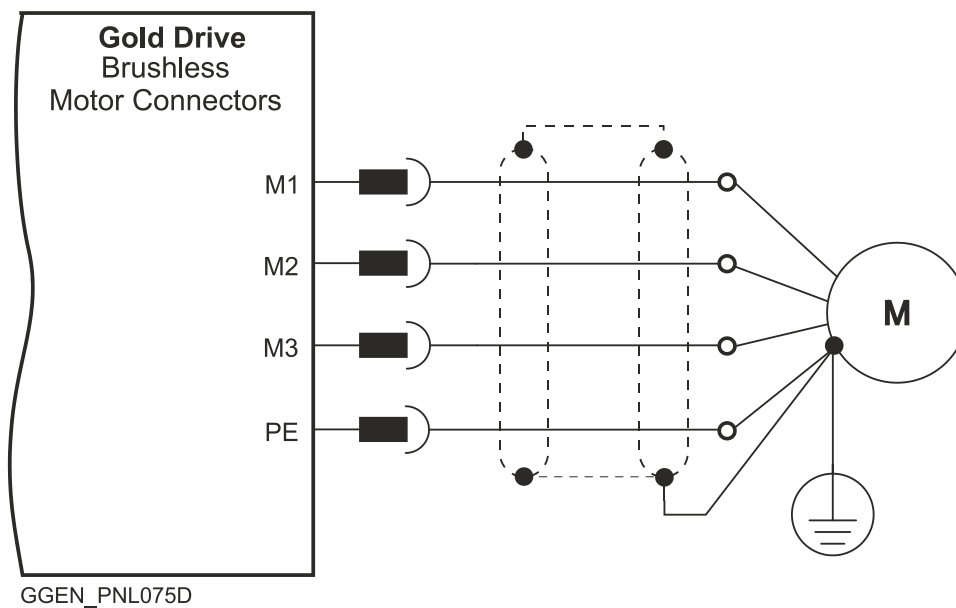 Gold Drive
Brushless
Motor Connectors
M1
M2
M3
PE
M
GGEN_PNL075D